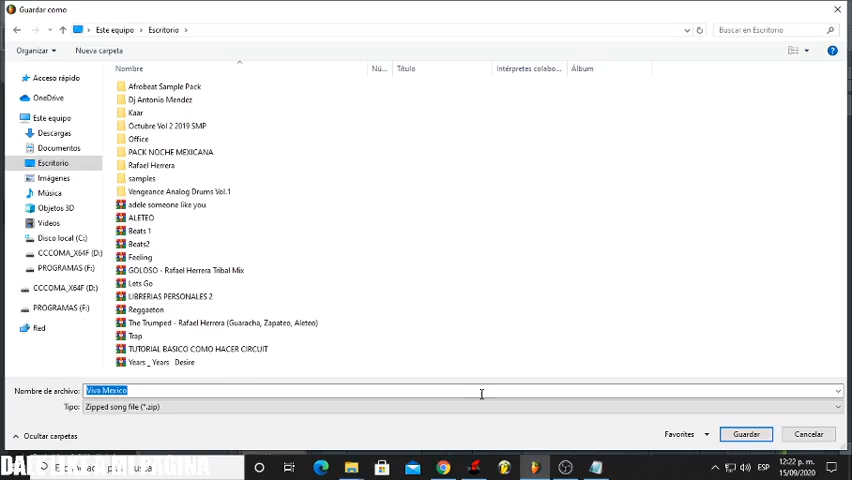 Guardar como
Este equipo > Escritorio >
Buscar en Escritorio
Organizar
Nueva carpeta
Nombre
Nú...
Título
Intérpretes colabo...
Álbum
Acceso rápido
OneDrive
Este equipo
Descargas
Documentos
Escritorio
Imágenes
Música
Objetos 3D
Videos
Disco local (C:)
CCCOMA_X64F (D:)
PROGRAMAS (F:)
CCCOMA_X64F (D:)
PROGRAMAS (F:)
Red
Afrobeat Sample Pack
Dj Antonio Mendez
Kaar
Octubre Vol 2 2019 SMP
Office
PACK NOCHE MEXICANA
Rafael Herrera
samples
Vengeance Analog Drums Vol.1
adele someone like you
ALETEO
Beats 1
Beats2
Feeling
GOLOSO - Rafael Herrera Tribal Mix
Lets Go
LIBRERIAS PERSONALES 2
Reggaeton
The Trumped - Rafael Herrera (Guaracha, Zapateo, Aleteo)
Trap
TUTORIAL BASICO COMO HACER CIRCUIT
Years _ Years Desire
Nombre de archivo: Viva Mexico
Tipo: Zipped song file (*.zip)
Ocultar carpetas
Favorites
Guardar
Cancelar
ESP
12:22 p. m.
15/09/2020